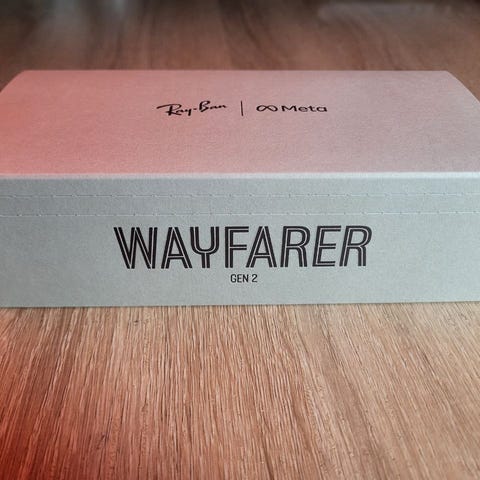 Ray-Ban | ∞ Meta
WAYFARER
GEN 2